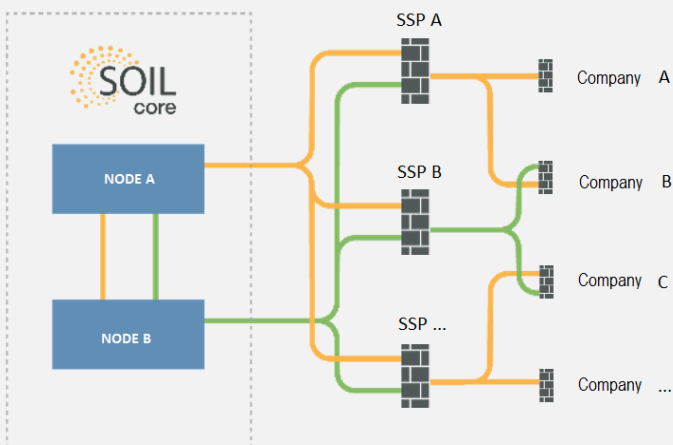 SSP A
SOIL
core
Company A
NODE A
SSP B
Company B
Company C
SSP ...
NODE B
Company ...